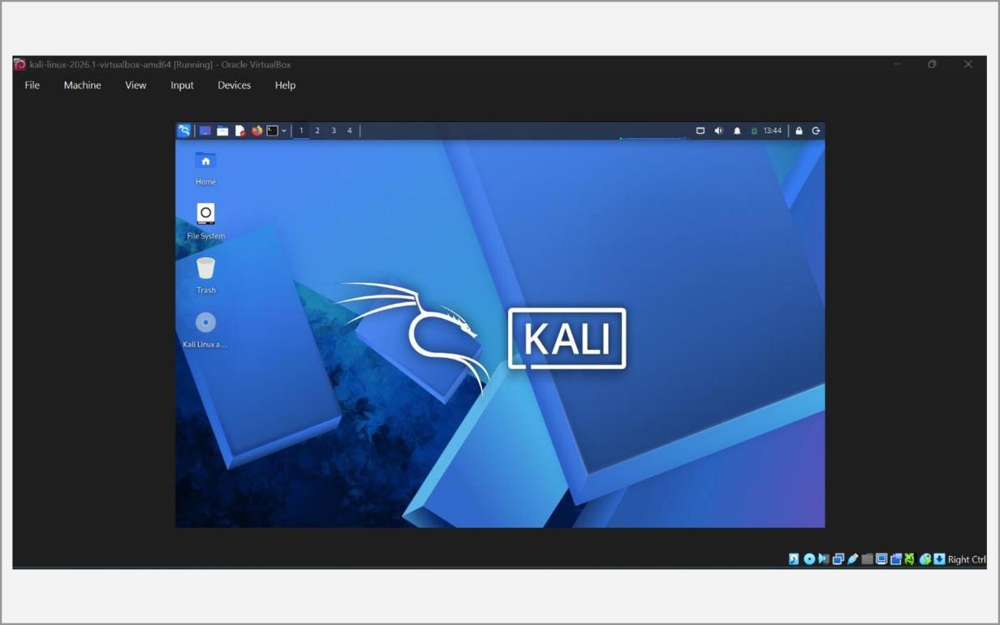 kali-linux-2026.1-virtualbox-amd64 [Running] - Oracle VirtualBox
File Machine View Input Devices Help
1 2 3 4 13:44
Home
File System
Trash
Kali Linux a...
KALI
Right Ctrl